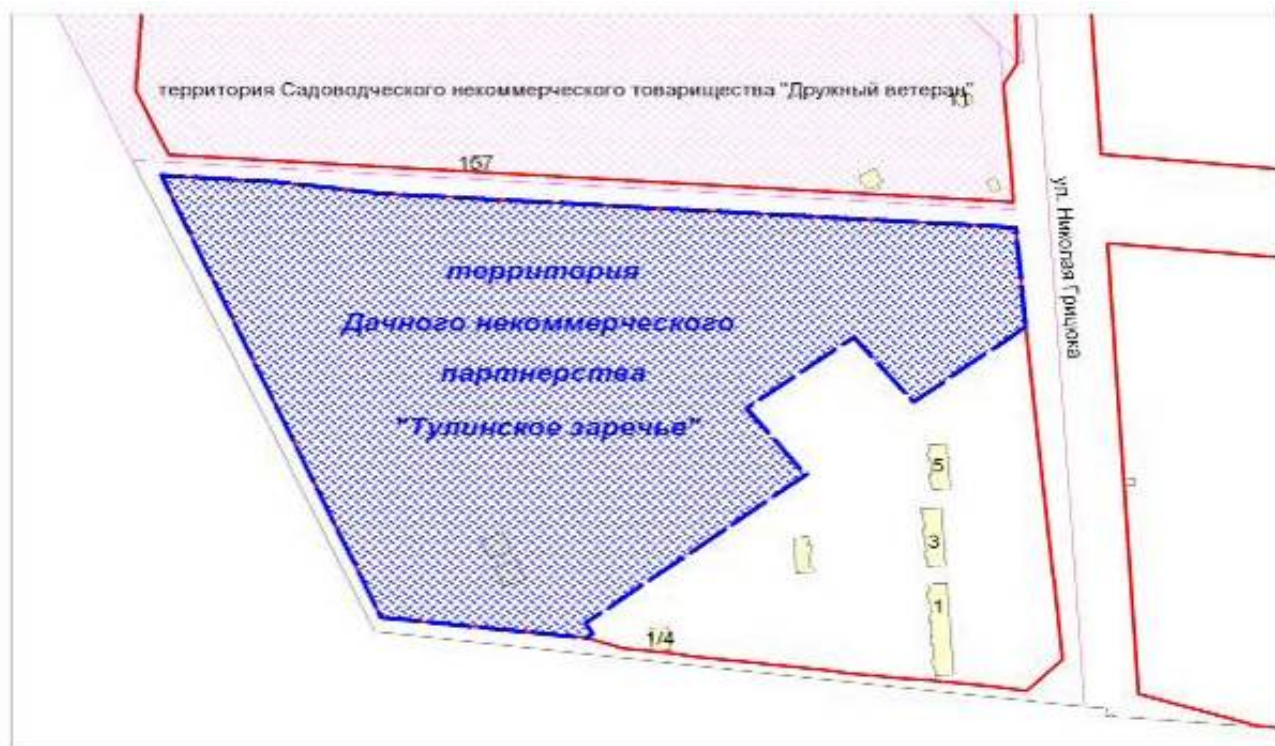 территория Садоводческого некоммерческого товарищества "Дружный ветеран"
11
157
ул. Николая Грицюка
территория
Дачного некоммерческого
партнерства
"Тулинское заречье"
5
3
1
1/4